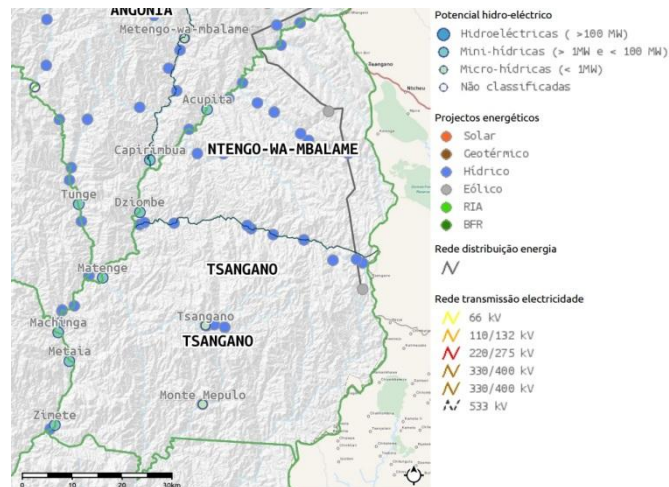 ANGÓNIA
Metengo-wa-mbalame
Acupita
Capirimbua
NTENGO-WA-MBALAME
Tunge
Dziombe
Matenge
TSANGANO
Machinga
Tsangano
TSANGANO
Metaia
Monte Mepulo
Zimete
0 10 20 30km
Potencial hidro-eléctrico
Hidroeléctricas ( >100 MW)
Mini-hídricas (> 1MW e < 100 MW)
Micro-hídricas (< 1MW)
Não classificadas
Projectos energéticos
Solar
Geotérmico
Hídrico
Eólico
RIA
BFR
Rede distribuição energia
Rede transmissão electricidade
66 kV
110/132 kV
220/275 kV
330/400 kV
330/400 kV
533 kV